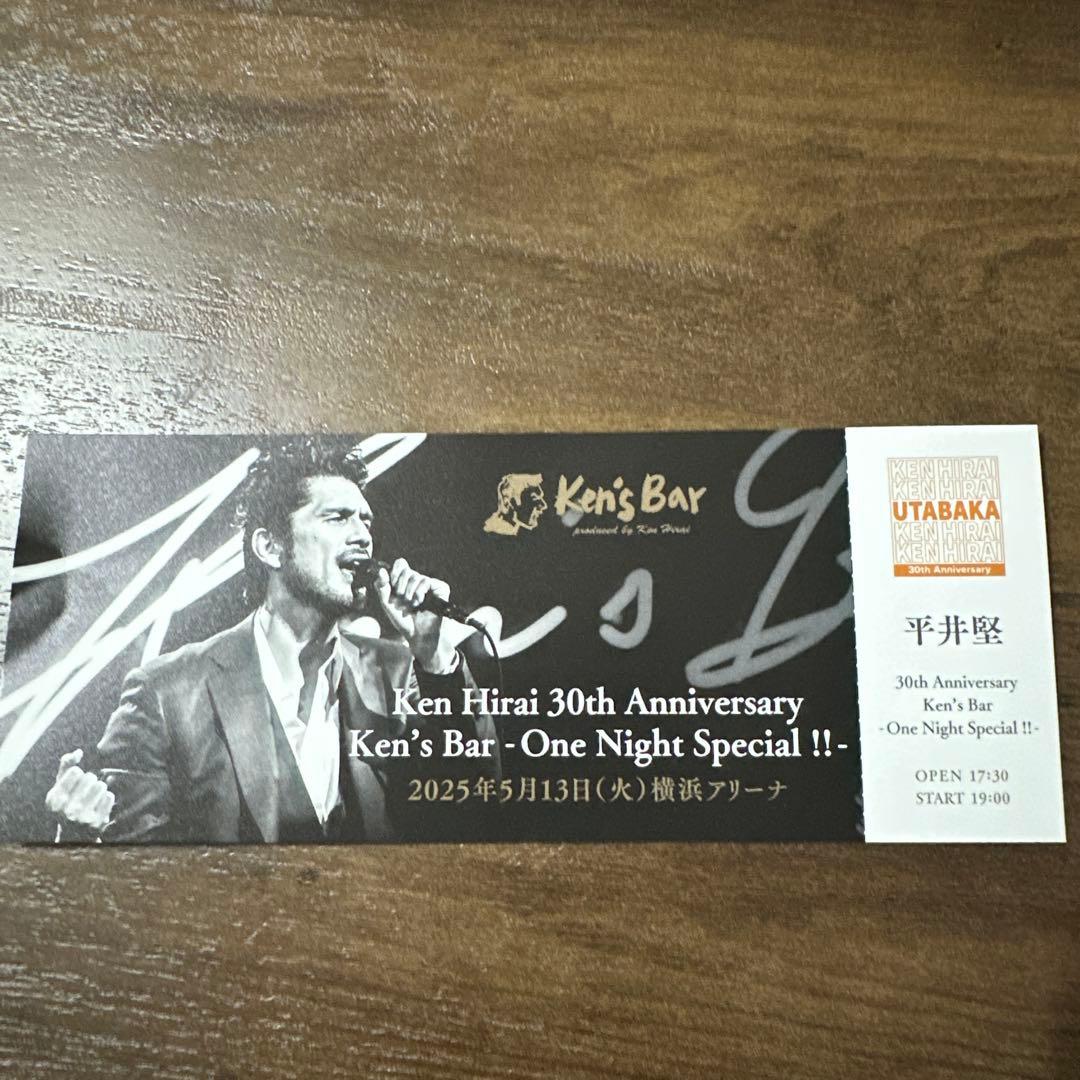 Ken's Bar
produced by Ken Hirai
Ken Hirai 30th Anniversary
Ken's Bar -One Night Special !!-
2025年5月13日(火)横浜アリーナ
KEN HIRAI
KEN HIRAI
UTABAKA
KEN HIRAI
KEN HIRAI
30th Anniversary
平井堅
30th Anniversary
Ken's Bar
-One Night Special !!-
OPEN 17:30
START 19:00